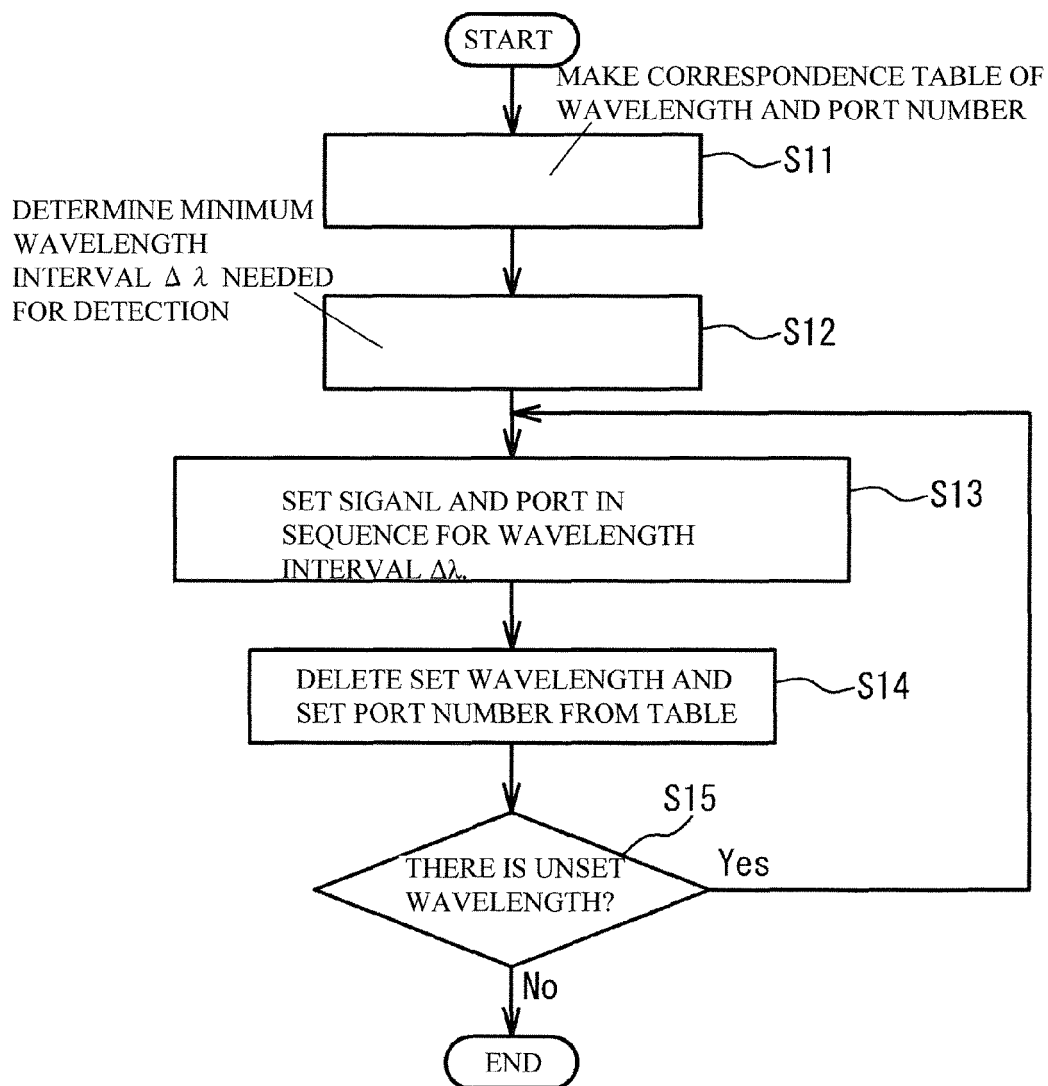 START
MAKE CORRESPONDENCE TABLE OF
WAVELENGTH AND PORT NUMBER
S11
DETERMINE MINIMUM
WAVELENGTH
INTERVAL Δ λ NEEDED
FOR DETECTION
S12
SET SIGANL AND PORT IN
SEQUENCE FOR WAVELENGTH
INTERVAL Δλ.
S13
DELETE SET WAVELENGTH AND
SET PORT NUMBER FROM TABLE
S14
S15
THERE IS UNSET
WAVELENGTH?
Yes
No
END